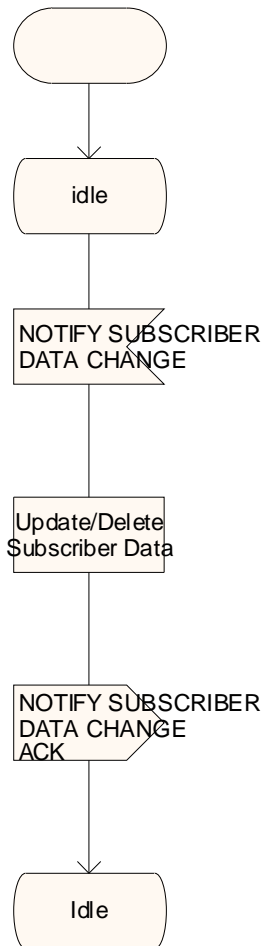 idle
NOTIFY SUBSCRIBER
DATA CHANGE
Update/Delete
Subscriber Data
NOTIFY SUBSCRIBER
DATA CHANGE
ACK
Idle